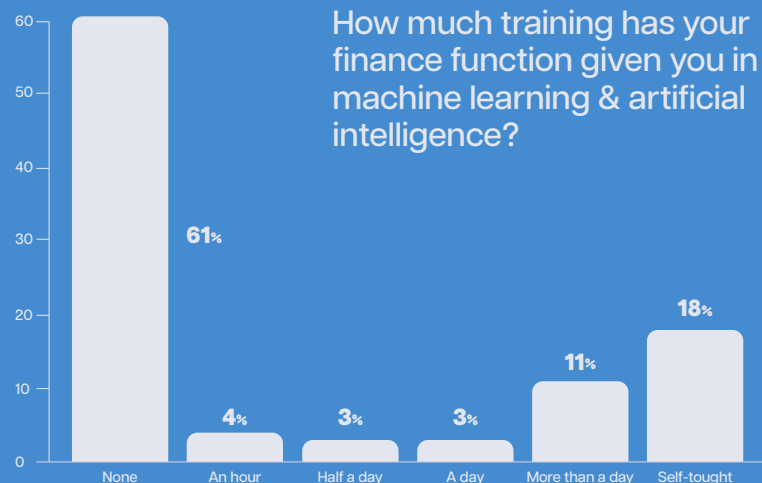 How much training has your
finance function given you in
machine learning & artificial
intelligence?
60
50
40
30
20
10
0
61%
4%
3%
3%
11%
18%
None
An hour
Half a day
A day
More than a day
Self-tought